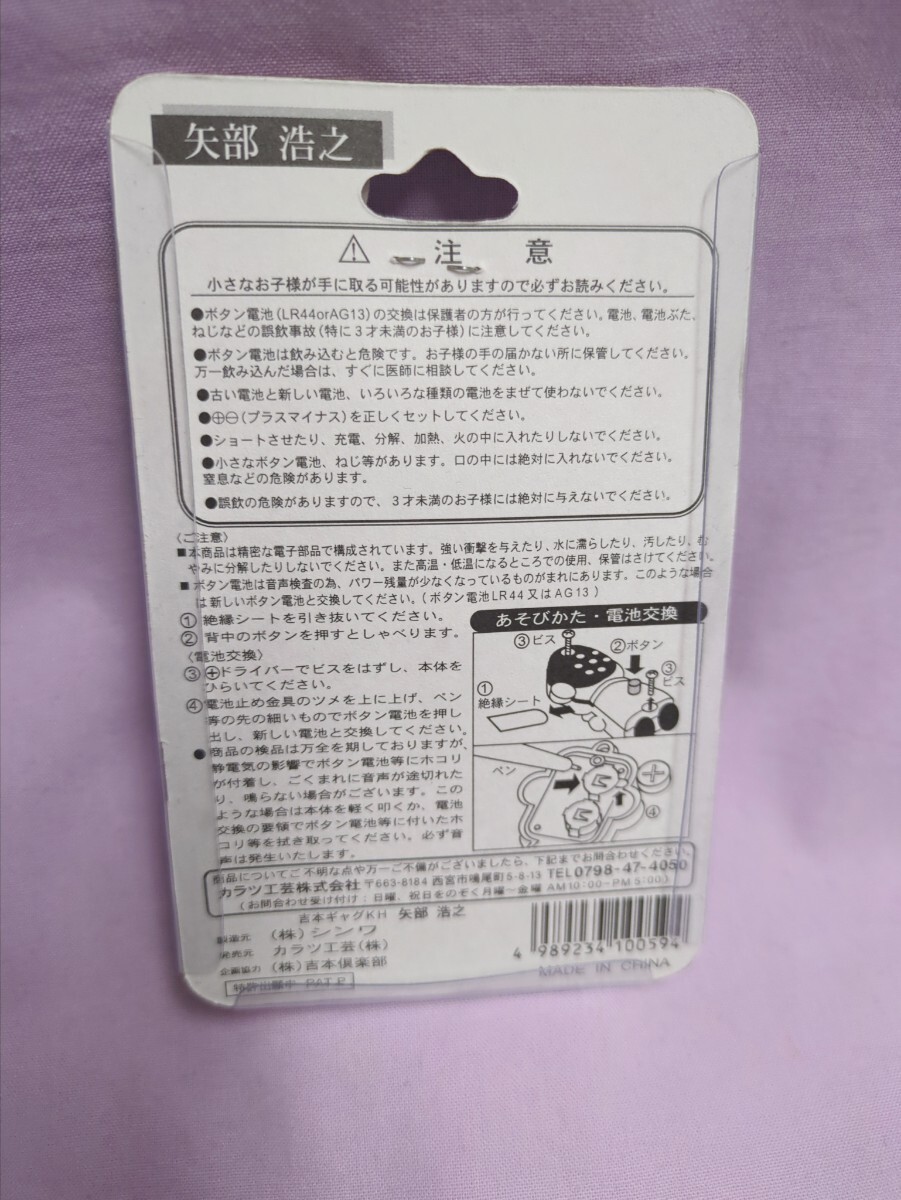 矢部 浩之
⚠ 注 意
小さなお子様が手に取る可能性がありますので必ずお読みください。
●ボタン電池(LR44orAG13)の交換は保護者の方が行ってください。電池、電池ぶた、
ねじなどの誤飲事故(特に3才未満のお子様)に注意してください。
●ボタン電池は飲み込むと危険です。お子様の手の届かない所に保管してください。
万一飲み込んだ場合は、すぐに医師に相談してください。
●古い電池と新しい電池、いろいろな種類の電池をまぜて使わないでください。
●⊕⊖(プラスマイナス)を正しくセットしてください。
●ショートさせたり、充電、分解、加熱、火の中に入れたりしないでください。
●小さなボタン電池、ねじ等があります。口の中には絶対に入れないでください。
窒息などの危険があります。
●誤飲の危険がありますので、3才未満のお子様には絶対に与えないでください。
〈ご注意〉
■本商品は精密な電子部品で構成されています。強い衝撃を与えたり、水に濡らしたり、汚したり、む
やみに分解したりしないでください。また高温・低温になるところでの使用、保管はさけてください。
■ボタン電池は音声検査の為、パワー残量が少なくなっているものがまれにあります。このような場合
は新しいボタン電池と交換してください。(ボタン電池LR44又はAG13)
①絶縁シートを引き抜いてください。
②背中のボタンを押すとしゃべります。
〈電池交換〉
③⊕ドライバーでビスをはずし、本体を
ひらいてください。
④電池止め金具のツメを上に上げ、ペン
等の先の細いものでボタン電池を押し
出し、新しい電池と交換してください。
●商品の検品は万全を期しておりますが、
静電気の影響でボタン電池等にホコリ
が付着し、ごくまれに音声が途切れた
り、鳴らない場合がございます。この
ような場合は本体を軽く叩くか、電池
交換の要領でボタン電池等に付いたホ
コリ等を拭き取ってください。必ず音
声は発生いたします。
あそびかた・電池交換
③ビス
②ボタン
③
ビス
①
絶縁シート
ペン
④
商品についてご不明な点や万一ご不備がございましたら、下記までお問合わせください。
カラツ工芸株式会社 〒663-8184 西宮市鳴尾町5-8-13 TEL0798-47-4050
(お問合わせ受け付け:日曜、祝日をのぞく月曜〜金曜 AM10:00〜PM5:00)
吉本ギャグKH 矢部 浩之
製造元 (株)シンワ
発売元 カラツ工芸(株)
企画協力 (株)吉本倶楽部
特許出願中 PAT.P
4 989234 100594
MADE IN CHINA